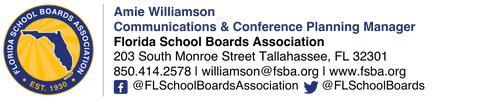 FLORIDA SCHOOL BOARDS ASSOCIATION
• EST. 1930 •
Amie Williamson
Communications & Conference Planning Manager
Florida School Boards Association
203 South Monroe Street Tallahassee, FL 32301
850.414.2578 l williamson@fsba.org l www.fsba.org
@FLSchoolBoardsAssociation @FLSchoolBoards